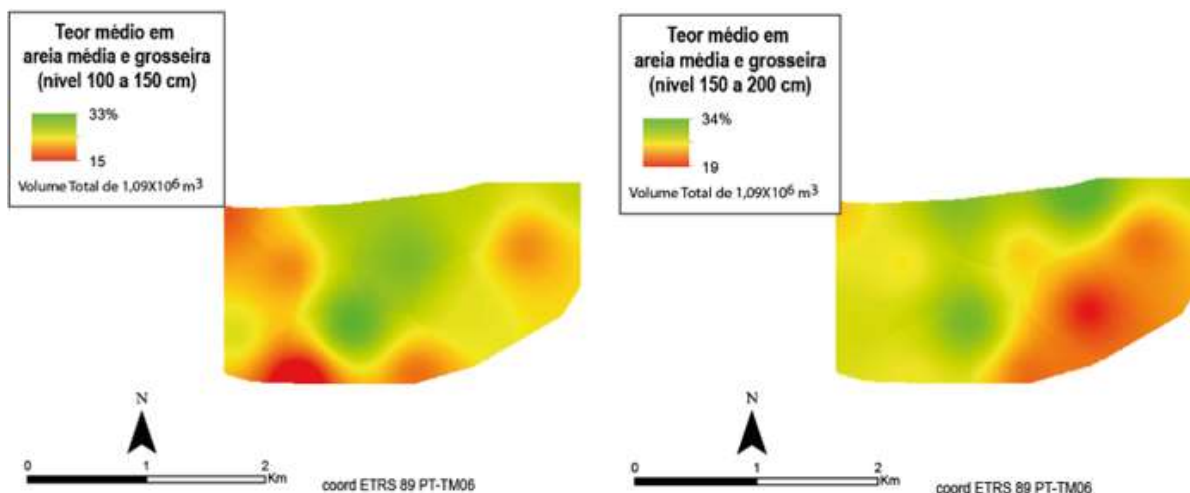 Teor médio em
areia média e grosseira
(nível 100 a 150 cm)
33%
15
Volume Total de 1,09X10⁶ m³
N
0 1 2
Km
coord ETRS 89 PT-TM06
Teor médio em
areia média e grosseira
(nível 150 a 200 cm)
34%
19
Volume Total de 1,09X10⁶ m³
N
0 1 2
Km
coord ETRS 89 PT-TM06